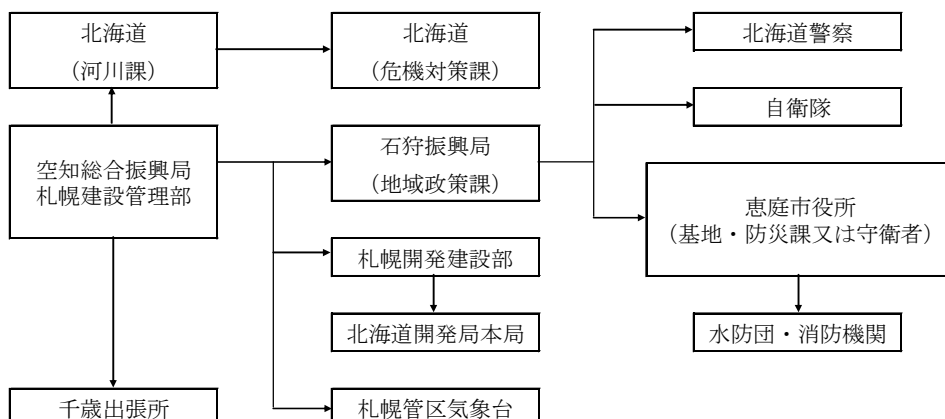 北海道
（河川課）
北海道
（危機対策課）
北海道警察
自衛隊
空知総合振興局
札幌建設管理部
石狩振興局
（地域政策課）
恵庭市役所
（基地・防災課又は守衛者）
札幌開発建設部
北海道開発局本局
水防団・消防機関
千歳出張所
札幌管区気象台